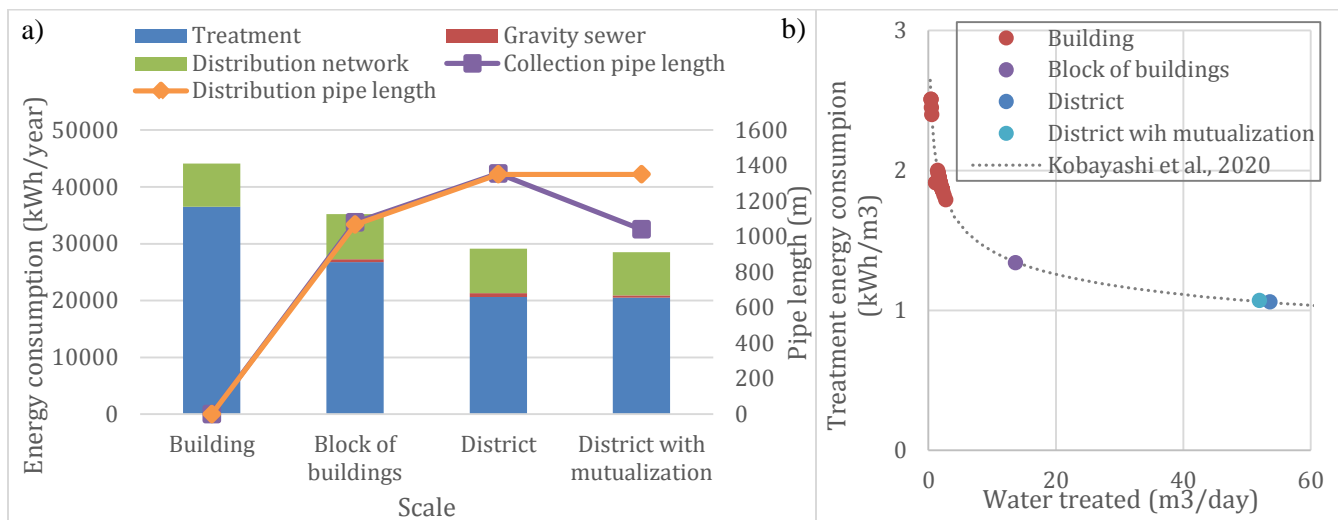 a)
Treatment
Gravity sewer
Distribution network
Collection pipe length
Distribution pipe length
Energy consumption (kWh/year)
50000
40000
30000
20000
10000
0
1600
1400
1200
1000
800
600
400
200
0
Pipe length (m)
Building
Block of
buildings
District
District with
mutualization
Scale
b)
Building
Block of buildings
District
District wih mutualization
Kobayashi et al., 2020
Treatment energy consumpion
(kWh/m3)
3
2
1
0
0
20
40
60
Water treated (m3/day)